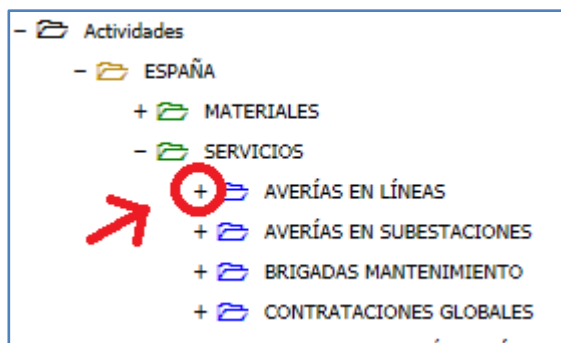 - Actividades
- ESPAÑA
+ MATERIALES
- SERVICIOS
+ AVERÍAS EN LÍNEAS
+ AVERÍAS EN SUBESTACIONES
+ BRIGADAS MANTENIMIENTO
+ CONTRATACIONES GLOBALES